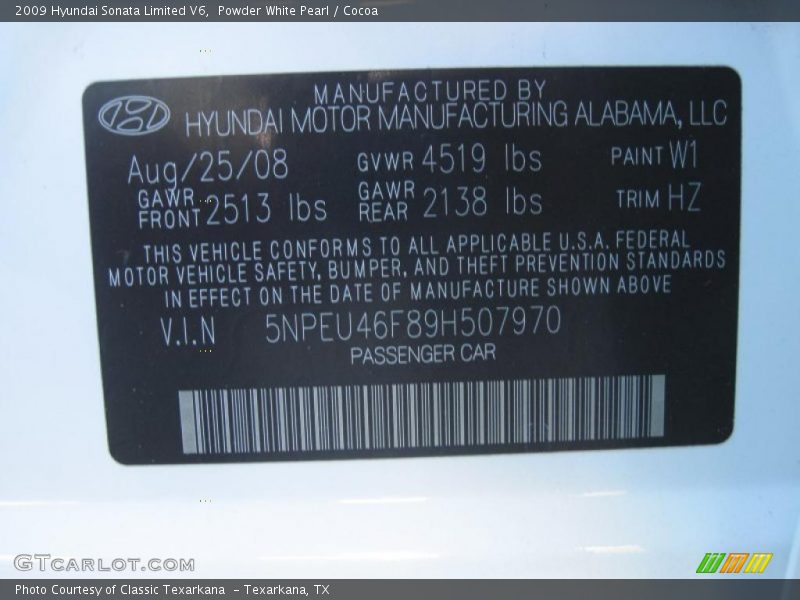 2009 Hyundai Sonata Limited V6, Powder White Pearl / Cocoa
MANUFACTURED BY
HYUNDAI MOTOR MANUFACTURING ALABAMA, LLC
Aug/25/08 GVWR 4519 lbs PAINT W1
GAWR FRONT 2513 lbs GAWR REAR 2138 lbs TRIM HZ
THIS VEHICLE CONFORMS TO ALL APPLICABLE U.S.A. FEDERAL
MOTOR VEHICLE SAFETY, BUMPER, AND THEFT PREVENTION STANDARDS
IN EFFECT ON THE DATE OF MANUFACTURE SHOWN ABOVE
V.I.N 5NPEU46F89H507970
PASSENGER CAR
GTCARLOT.COM
Photo Courtesy of Classic Texarkana - Texarkana, TX